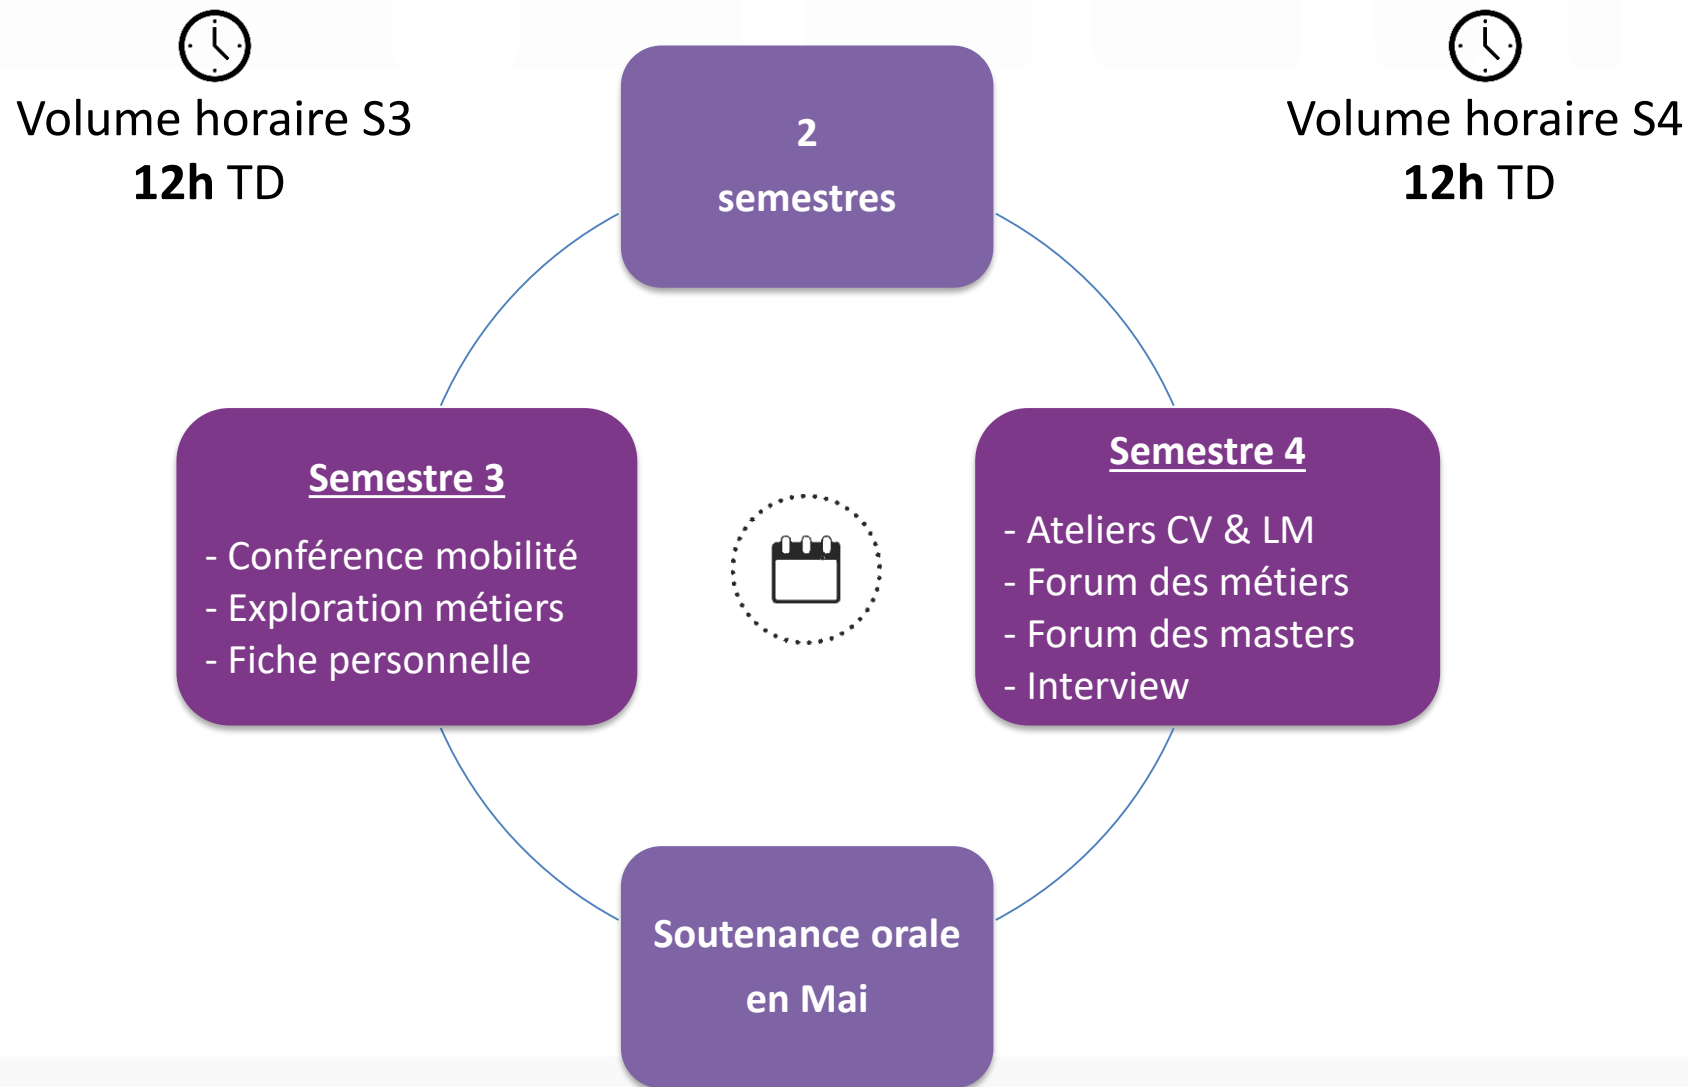 Volume horaire S3
12h TD
2
semestres
Volume horaire S4
12h TD
Semestre 3
- Conférence mobilité
- Exploration métiers
- Fiche personnelle
Semestre 4
- Ateliers CV & LM
- Forum des métiers
- Forum des masters
- Interview
Soutenance orale
en Mai